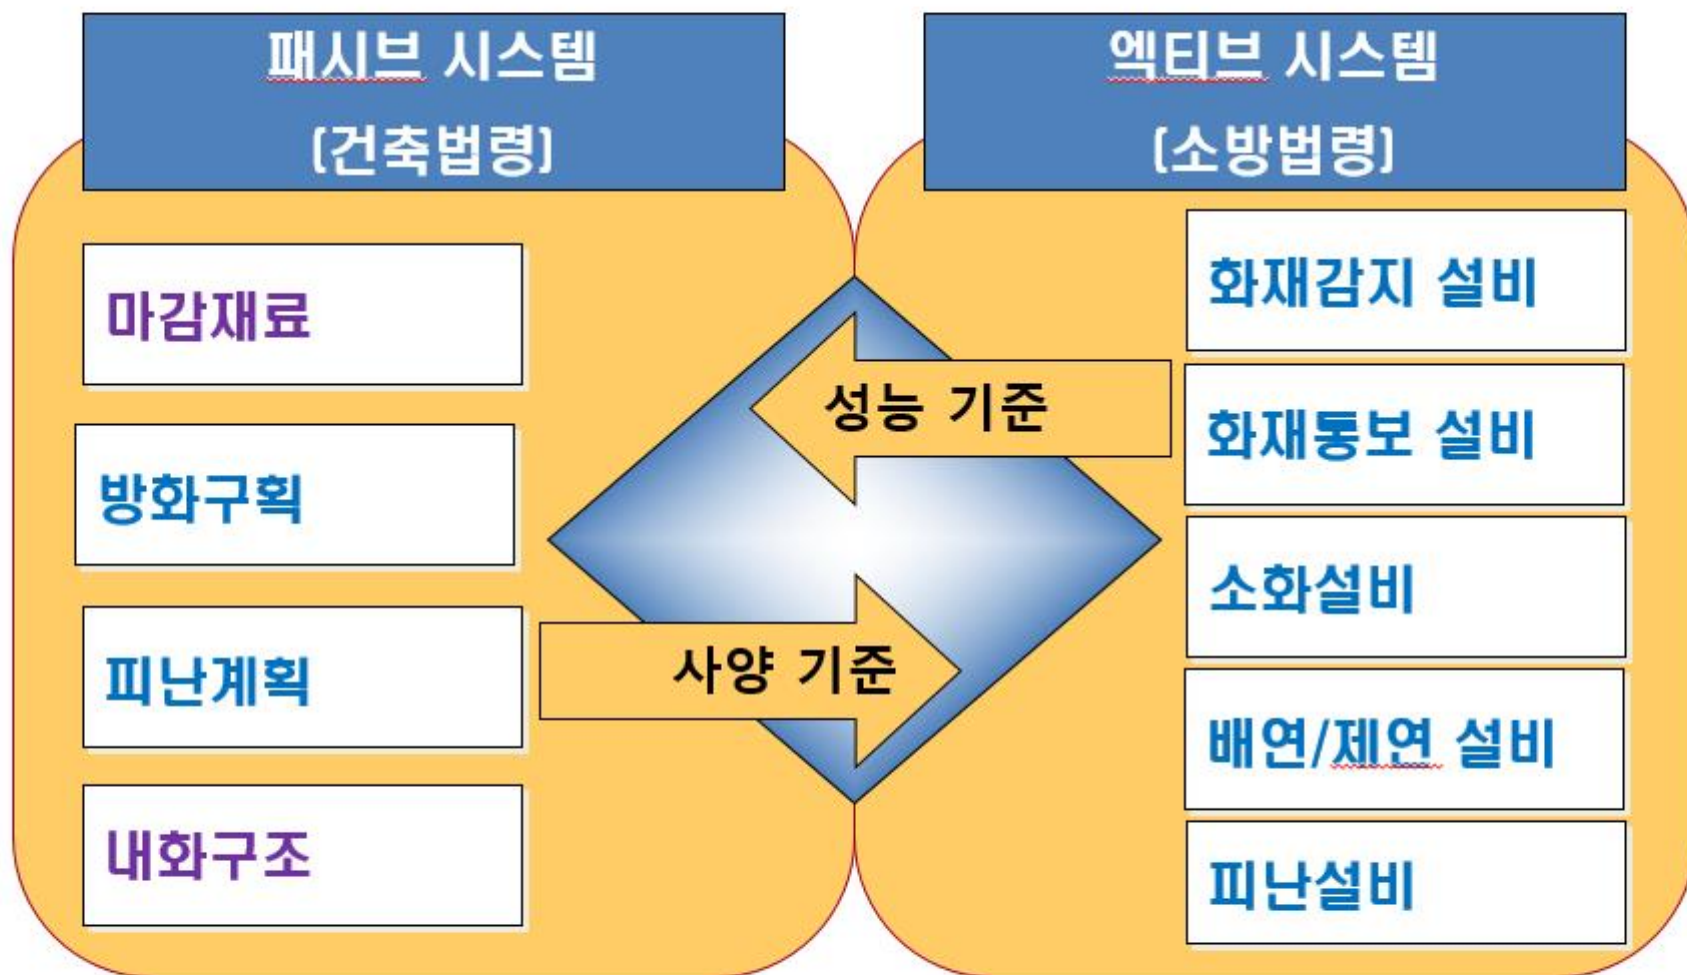 패시브 시스템
(건축법령)
마감재료
방화구획
피난계획
내화구조
성능 기준
사양 기준
엑티브 시스템
(소방법령)
화재감지 설비
화재통보 설비
소화설비
배연/제연 설비
피난설비